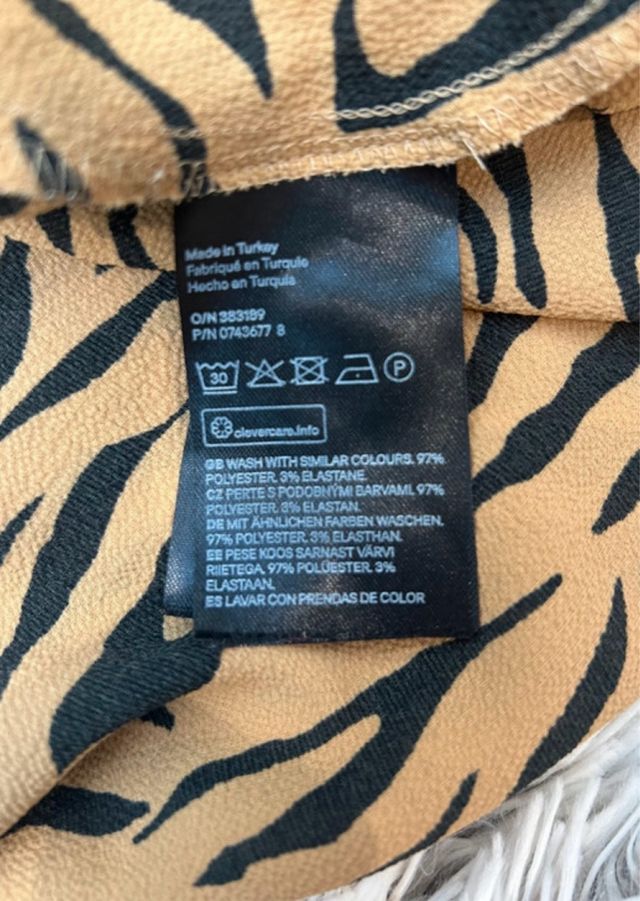 Made in Turkey
Fabriqué en Turquie
Hecho en Turquía
O/N 383189
P/N 0743677 8
30
P
clevercare.info
GB WASH WITH SIMILAR COLOURS. 97%
POLYESTER. 3% ELASTANE.
CZ PERTE S PODOBNÝMI BARVAMI. 97%
POLYESTER. 3% ELASTAN.
DE MIT ÄHNLICHEN FARBEN WASCHEN.
97% POLYESTER. 3% ELASTHAN.
EE PESE KOOS SARNAST VÄRVI
RIIETEGA. 97% POLÜESTER. 3%
ELASTAAN.
ES LAVAR CON PRENDAS DE COLOR